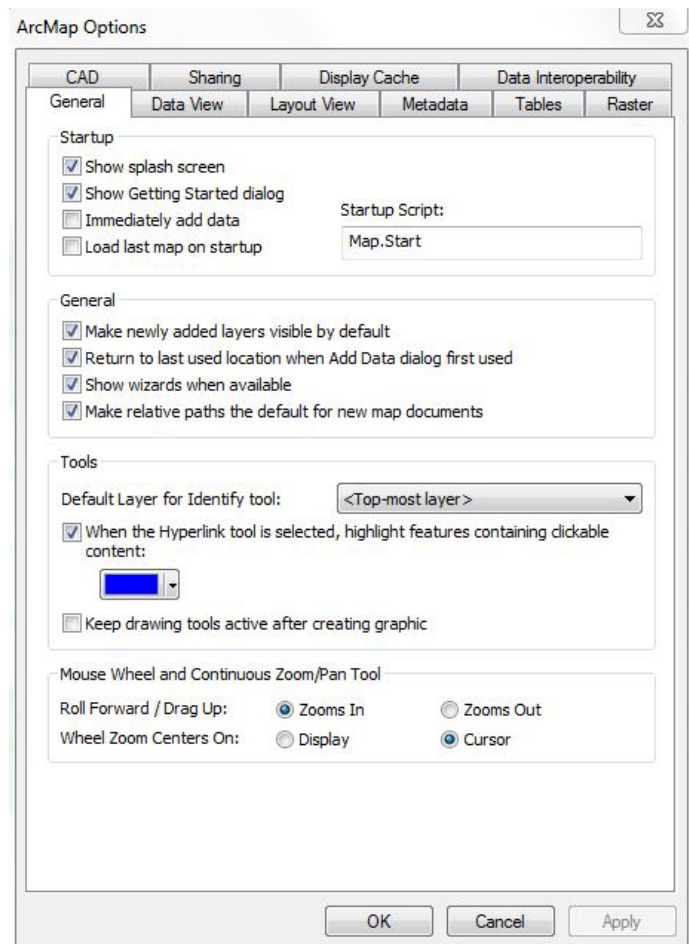 ArcMap Options
CAD Sharing Display Cache Data Interoperability
General Data View Layout View Metadata Tables Raster
Startup
Show splash screen
Show Getting Started dialog
Immediately add data
Load last map on startup
Startup Script:
Map.Start
General
Make newly added layers visible by default
Return to last used location when Add Data dialog first used
Show wizards when available
Make relative paths the default for new map documents
Tools
Default Layer for Identify tool: <Top-most layer>
When the Hyperlink tool is selected, highlight features containing clickable
content:
Keep drawing tools active after creating graphic
Mouse Wheel and Continuous Zoom/Pan Tool
Roll Forward / Drag Up: Zooms In Zooms Out
Wheel Zoom Centers On: Display Cursor
OK Cancel Apply